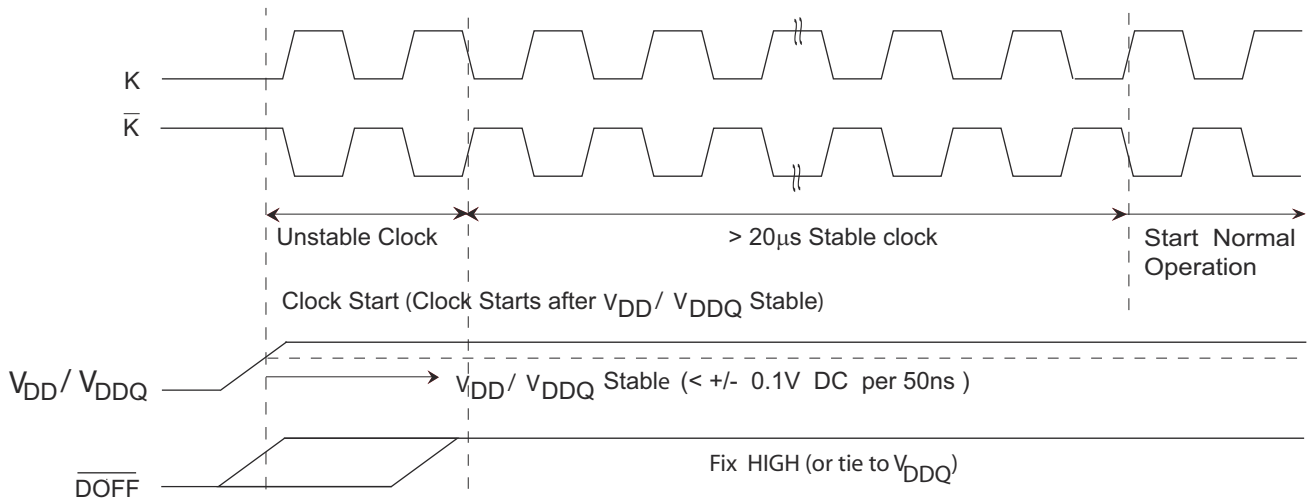 K
K̅
Unstable Clock
> 20μs Stable clock
Start Normal
Operation
Clock Start (Clock Starts after VDD / VDDQ Stable)
VDD / VDDQ
VDD / VDDQ Stable (< +/- 0.1V DC per 50ns )
D̅O̅F̅F̅
Fix HIGH (or tie to VDDQ)